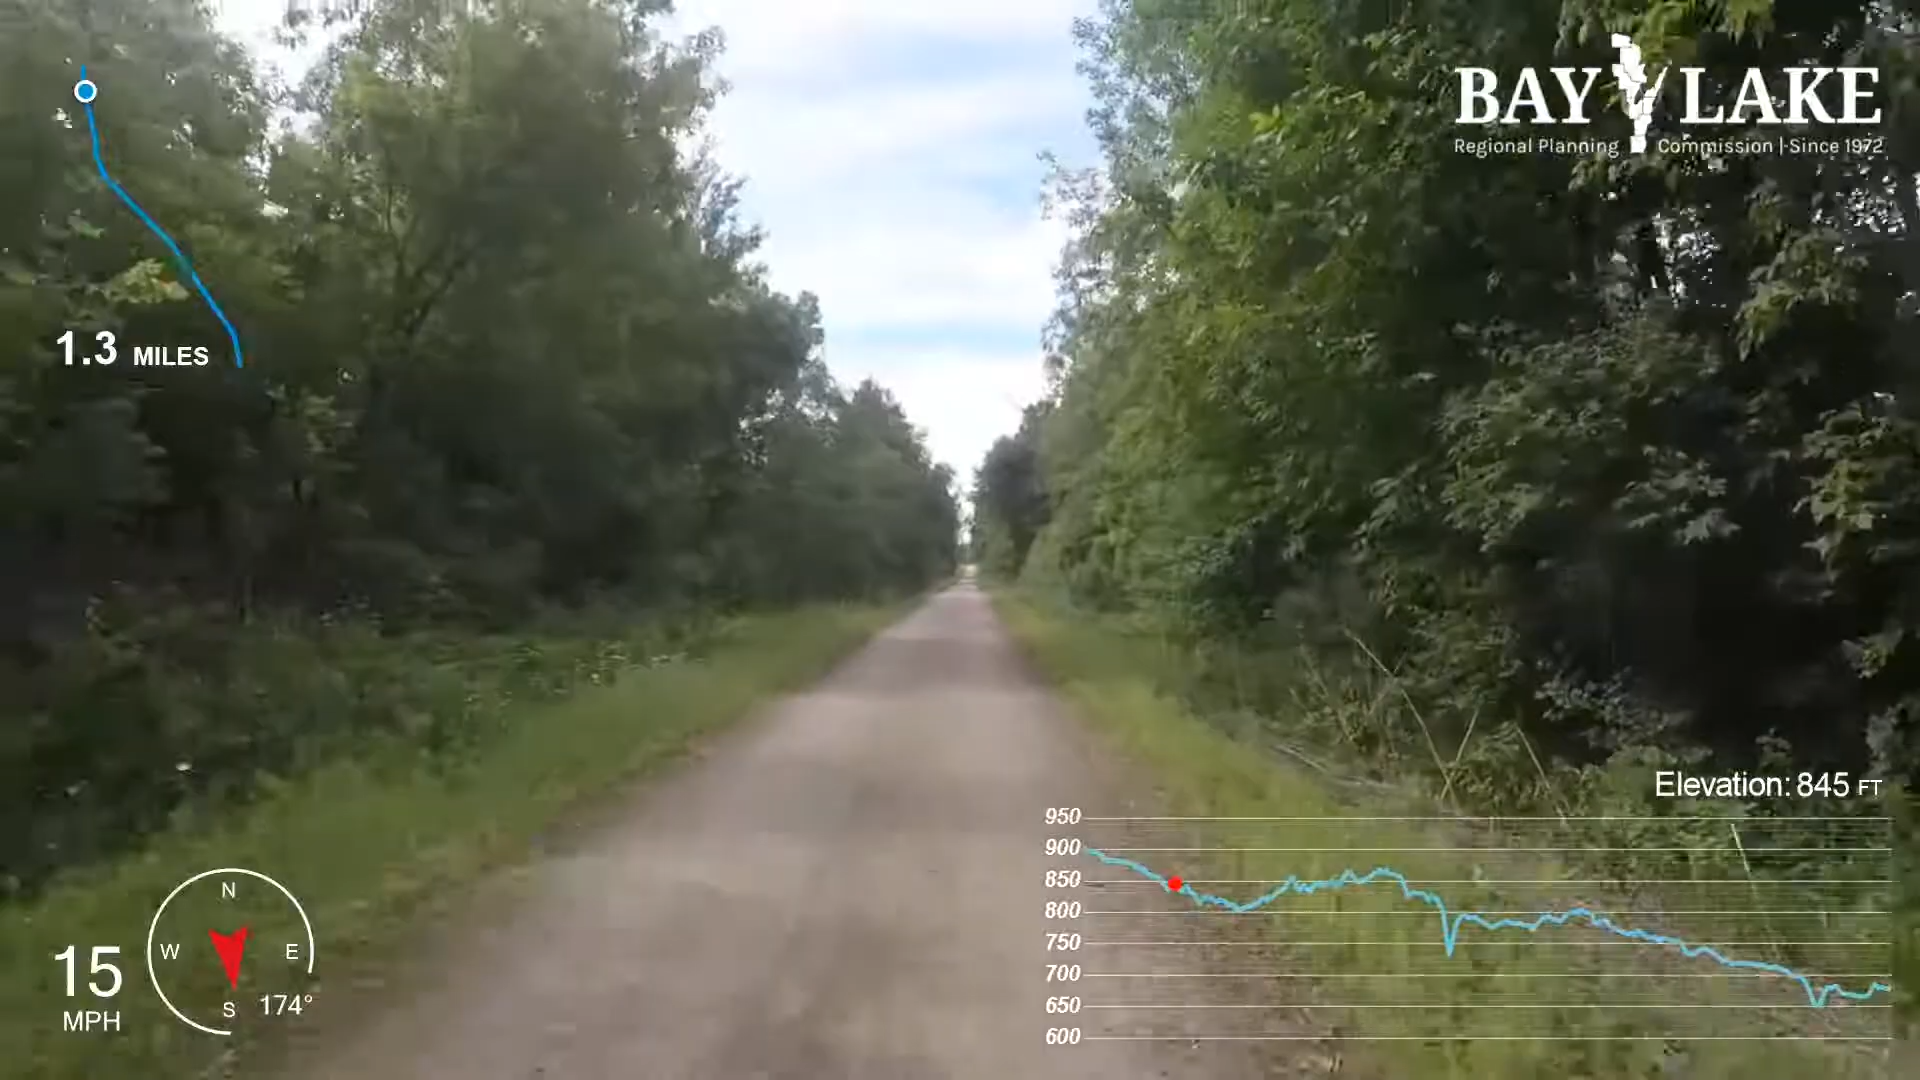 BAY LAKE
Regional Planning Commission | Since 1972
1.3 MILES
Elevation: 845 FT
950
900
850
800
750
700
650
600
N
W E
S
174°
15
MPH